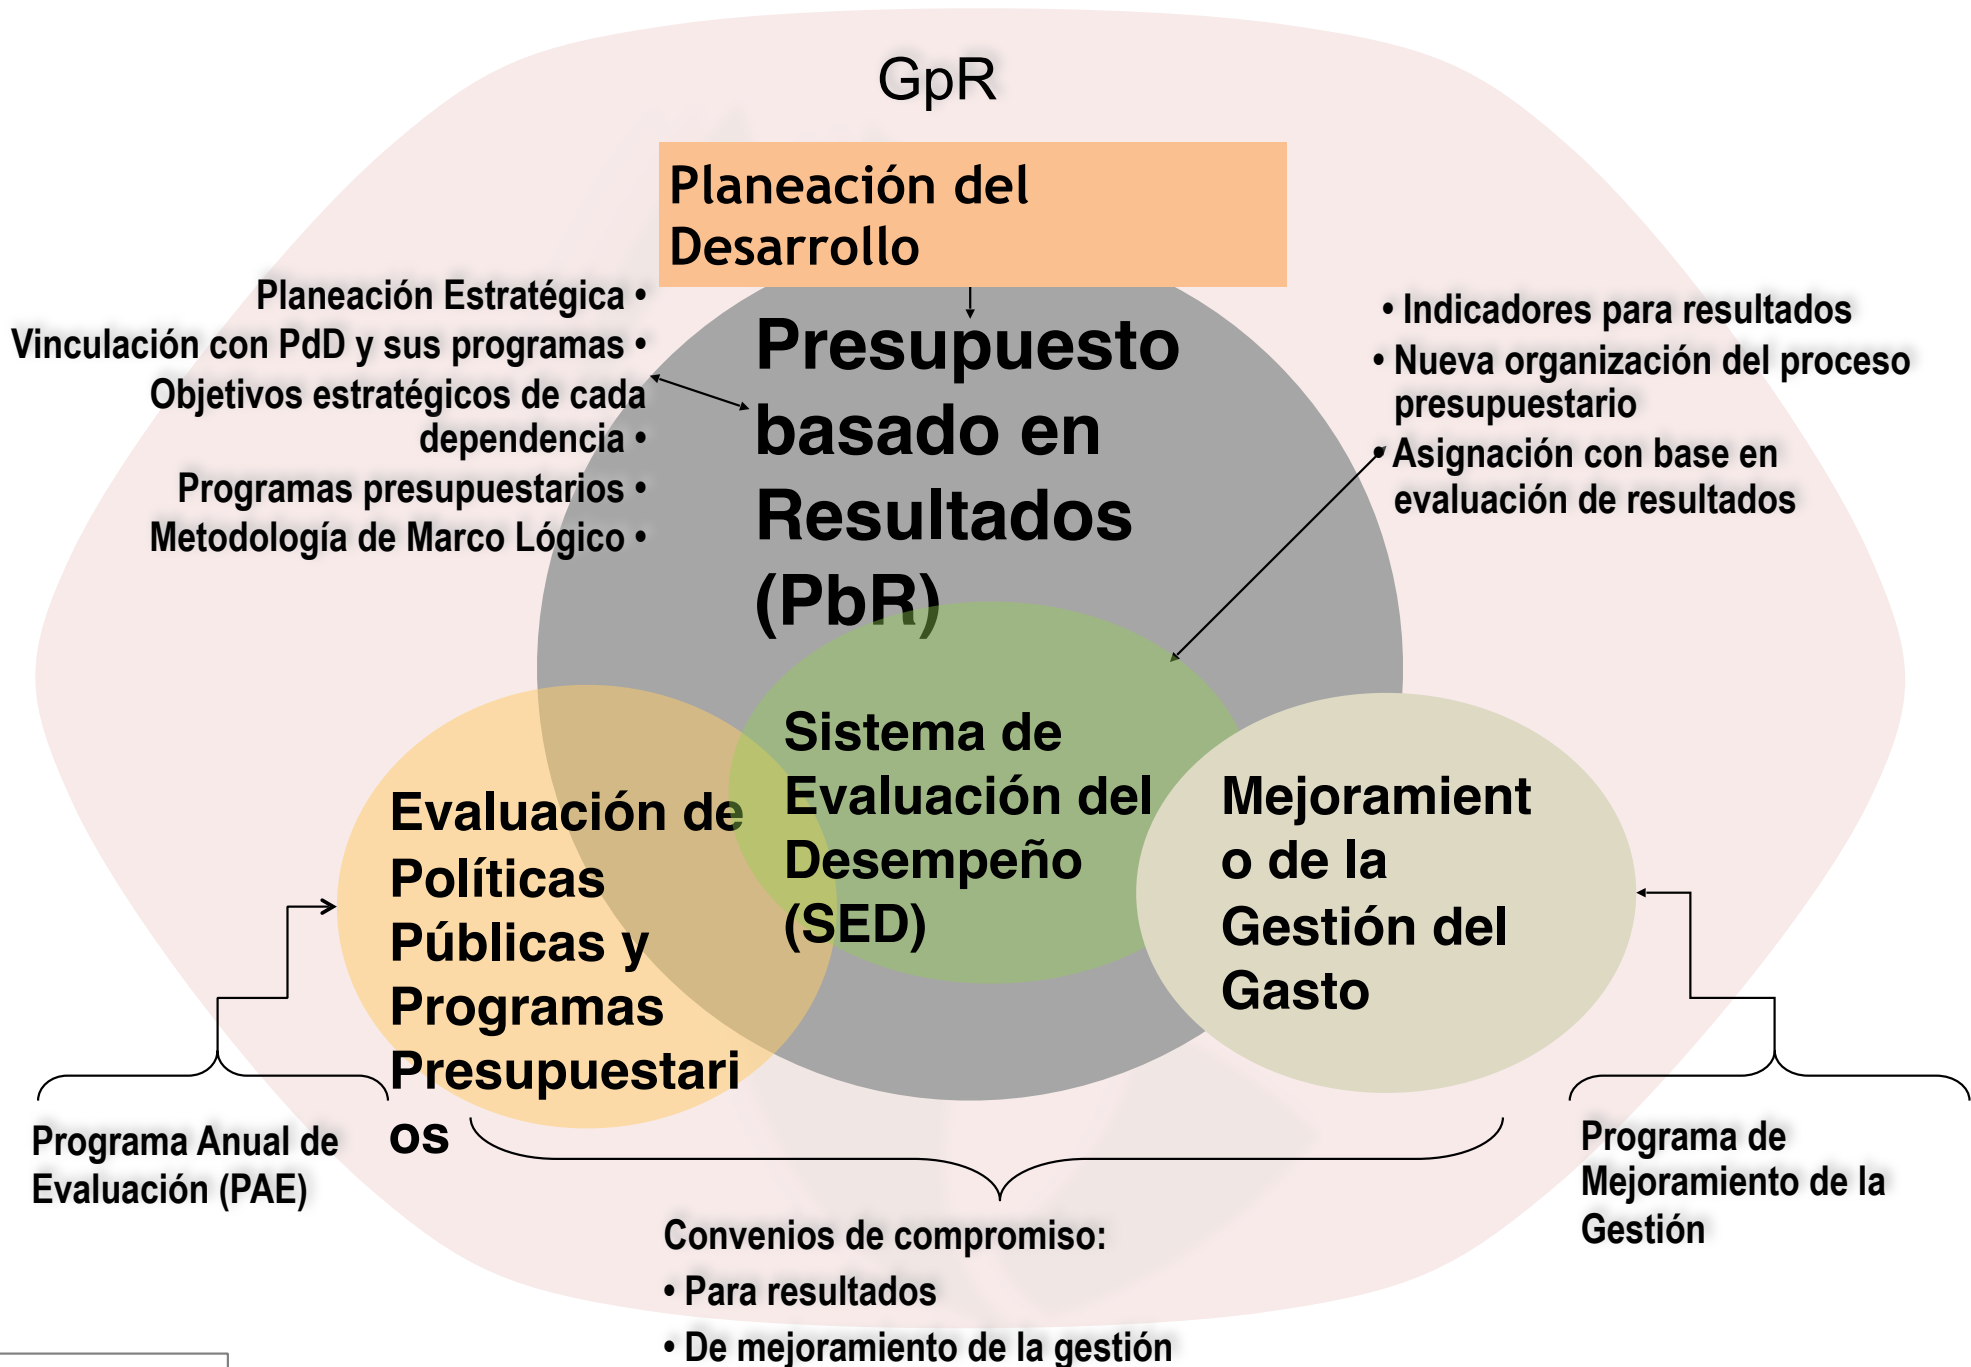 GpR
Planeación del
Desarrollo
Planeación Estratégica •
Vinculación con PdD y sus programas •
Objetivos estratégicos de cada
dependencia •
Programas presupuestarios •
Metodología de Marco Lógico •
Presupuesto
basado en
Resultados
(PbR)
• Indicadores para resultados
• Nueva organización del proceso
presupuestario
• Asignación con base en
evaluación de resultados
Evaluación de
Políticas
Públicas y
Programas
Presupuestari
os
Sistema de
Evaluación del
Desempeño
(SED)
Mejoramient
o de la
Gestión del
Gasto
Programa Anual de
Evaluación (PAE)
Convenios de compromiso:
• Para resultados
• De mejoramiento de la gestión
Programa de
Mejoramiento de la
Gestión